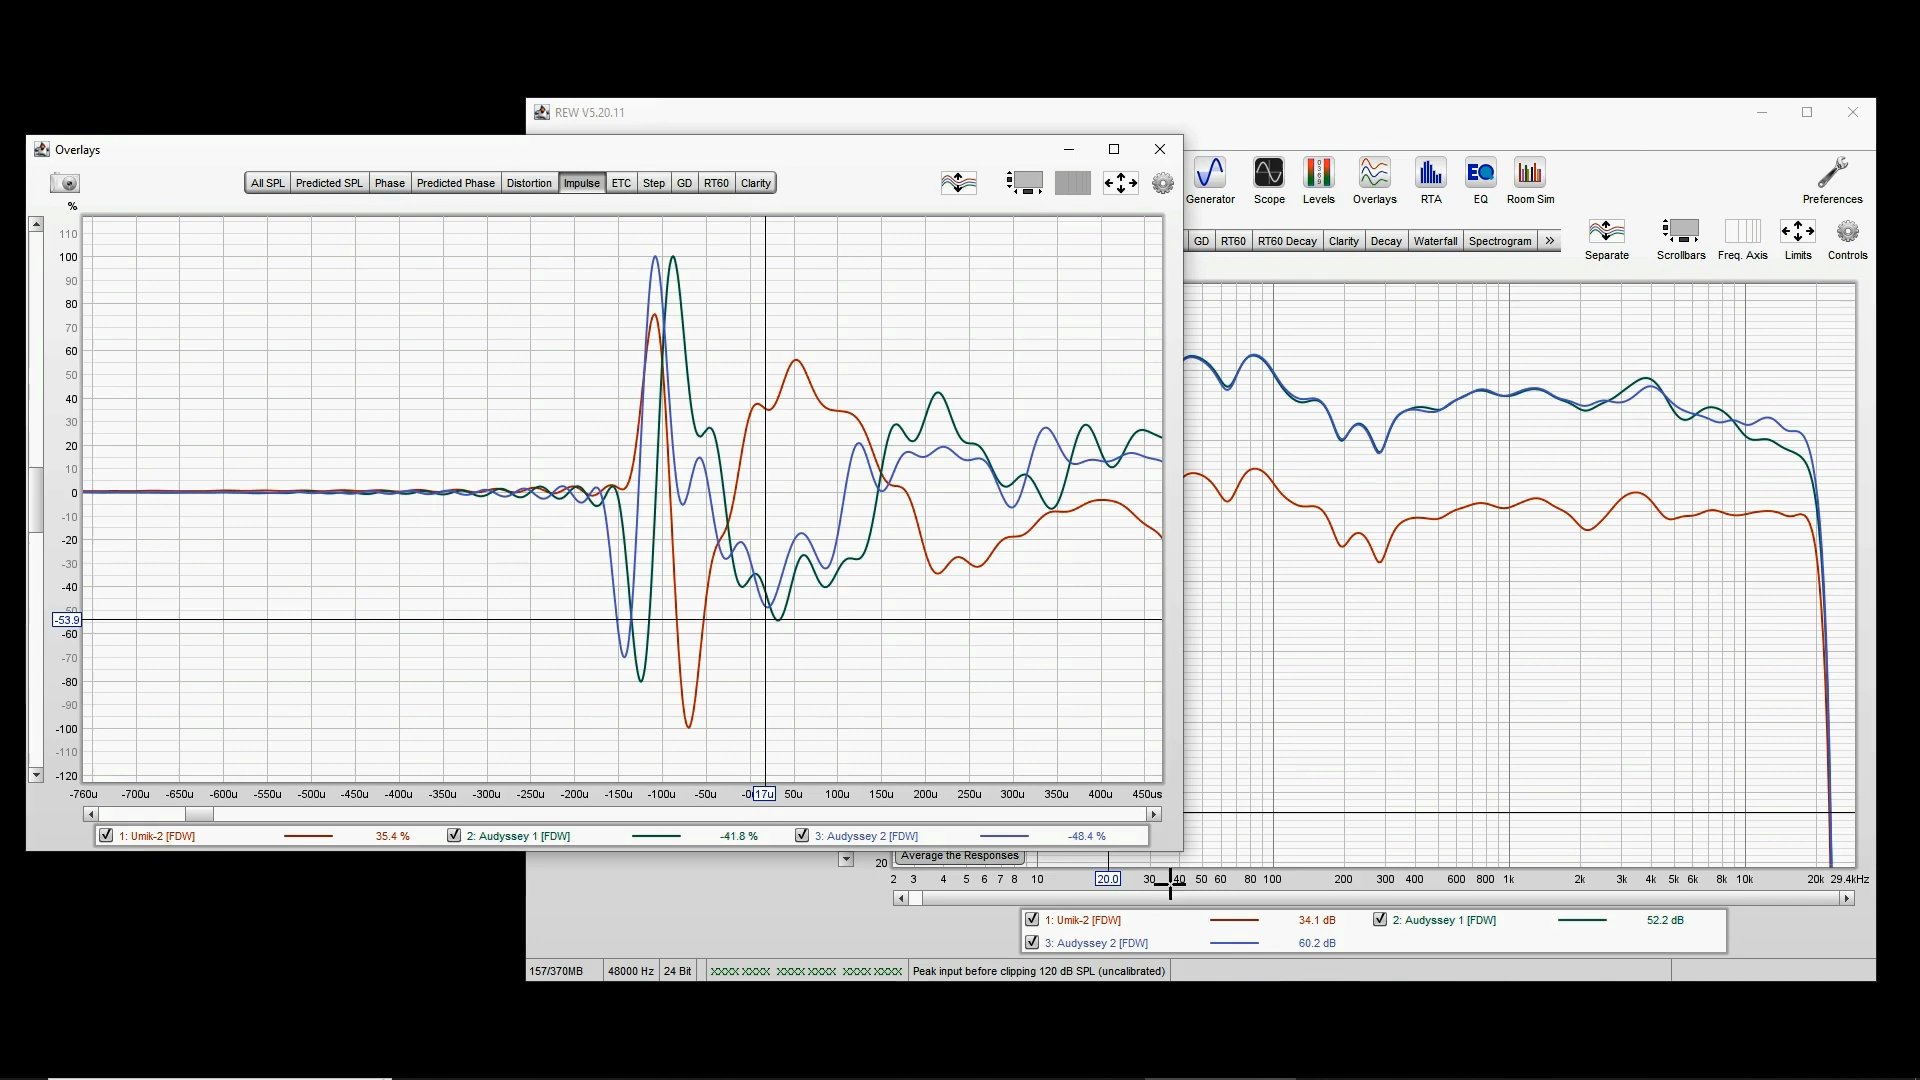 REW V5.20.11
Overlays
All SPL Predicted SPL Phase Predicted Phase Distortion Impulse ETC Step GD RT60 Clarity
Generator Scope Levels Overlays RTA EQ Room Sim Preferences
GD RT60 RT60 Decay Clarity Decay Waterfall Spectrogram »
Separate Scrollbars Freq. Axis Limits Controls
%
110
100
90
80
70
60
50
40
30
20
10
0
-10
-20
-30
-40
-50
-53.9
-60
-70
-80
-90
-100
-110
-120
-760u -700u -650u -600u -550u -500u -450u -400u -350u -300u -250u -200u -150u -100u -50u -0 17u 50u 100u 150u 200u 250u 300u 350u 400u 450us
1: Umik-2 [FDW] 35.4 % 2: Audyssey 1 [FDW] -41.8 % 3: Audyssey 2 [FDW] -48.4 %
20 Average the Responses
2 3 4 5 6 7 8 10 20.0 30 40 50 60 80 100 200 300 400 600 800 1k 2k 3k 4k 5k 6k 8k 10k 20k 29.4kHz
1: Umik-2 [FDW] 34.1 dB 2: Audyssey 1 [FDW] 52.2 dB
3: Audyssey 2 [FDW] 60.2 dB
157/370MB 48000 Hz 24 Bit XXXX XXXX XXXX XXXX XXXX XXXX Peak input before clipping 120 dB SPL (uncalibrated)